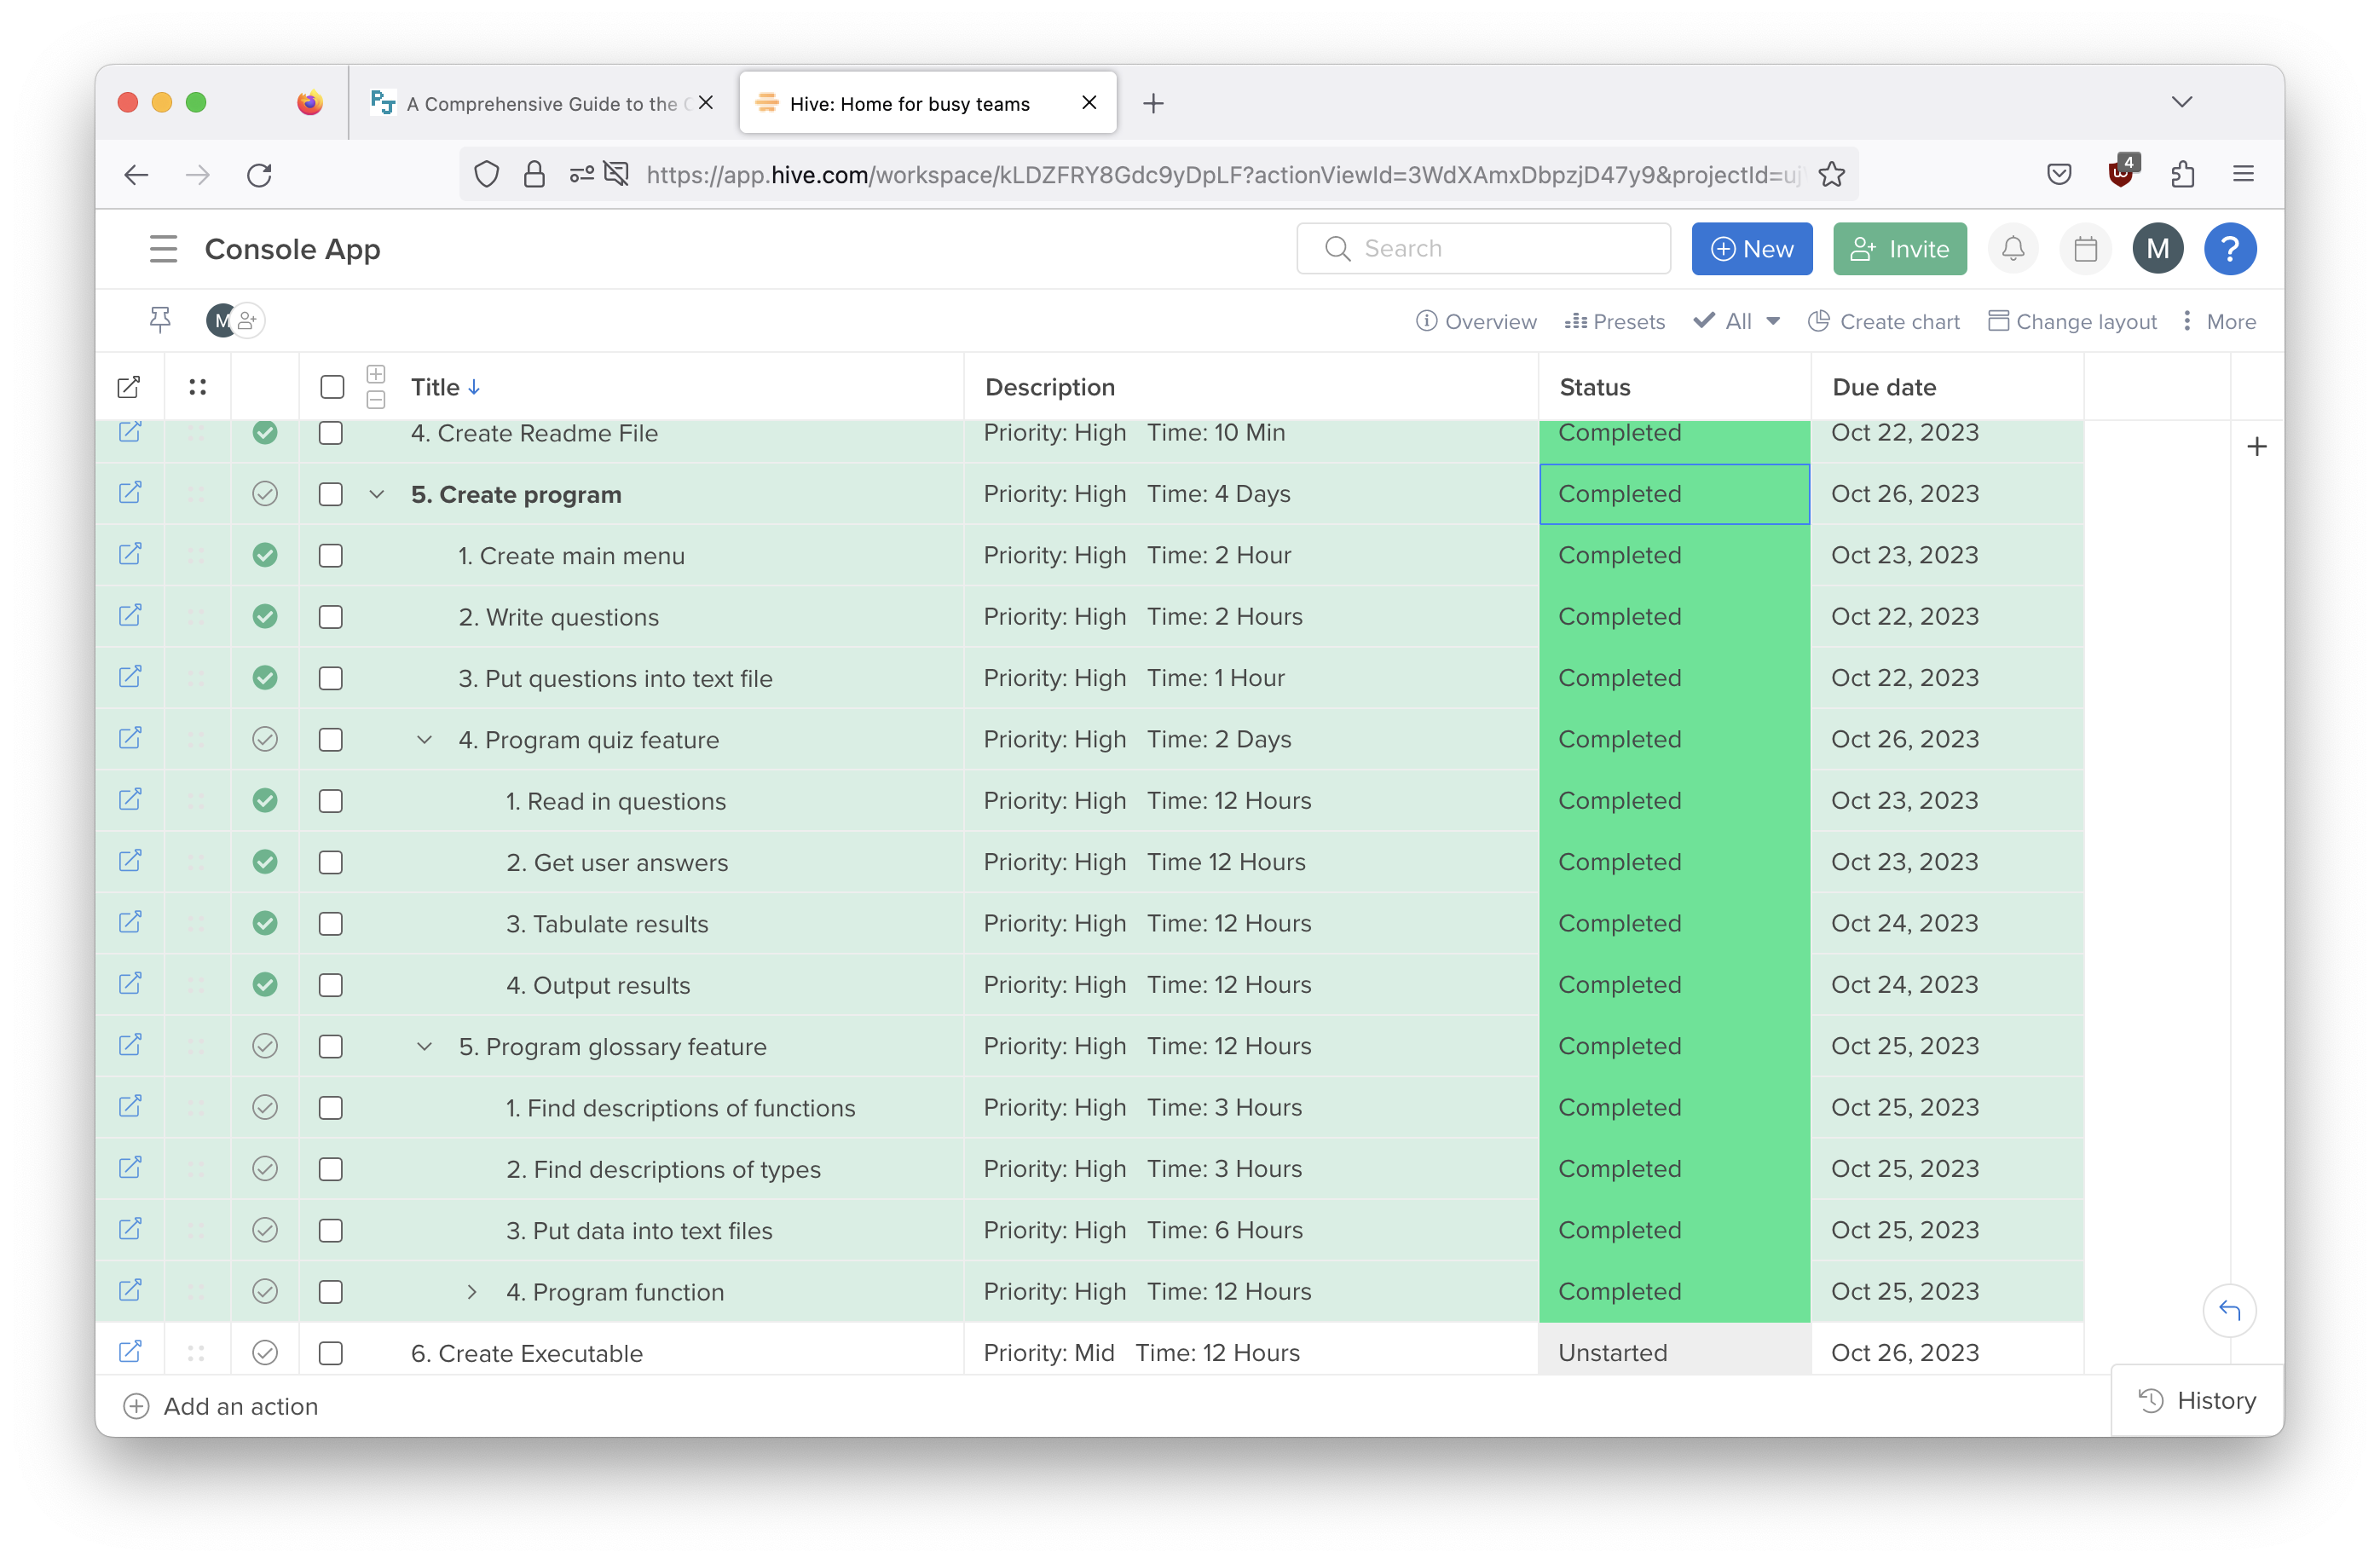 A Comprehensive Guide to the
Hive: Home for busy teams
https://app.hive.com/workspace/kLDZFRY8Gdc9yDpLF?actionViewId=3WdXAmxDbpzjD47y9&projectId=uj
4
Console App
Search
New
Invite
M
?
M
Overview
Presets
All
Create chart
Change layout
More
Title Description Status Due date
4. Create Readme File Priority: High Time: 10 Min Completed Oct 22, 2023
5. Create program Priority: High Time: 4 Days Completed Oct 26, 2023
1. Create main menu Priority: High Time: 2 Hour Completed Oct 23, 2023
2. Write questions Priority: High Time: 2 Hours Completed Oct 22, 2023
3. Put questions into text file Priority: High Time: 1 Hour Completed Oct 22, 2023
4. Program quiz feature Priority: High Time: 2 Days Completed Oct 26, 2023
1. Read in questions Priority: High Time: 12 Hours Completed Oct 23, 2023
2. Get user answers Priority: High Time 12 Hours Completed Oct 23, 2023
3. Tabulate results Priority: High Time: 12 Hours Completed Oct 24, 2023
4. Output results Priority: High Time: 12 Hours Completed Oct 24, 2023
5. Program glossary feature Priority: High Time: 12 Hours Completed Oct 25, 2023
1. Find descriptions of functions Priority: High Time: 3 Hours Completed Oct 25, 2023
2. Find descriptions of types Priority: High Time: 3 Hours Completed Oct 25, 2023
3. Put data into text files Priority: High Time: 6 Hours Completed Oct 25, 2023
4. Program function Priority: High Time: 12 Hours Completed Oct 25, 2023
6. Create Executable Priority: Mid Time: 12 Hours Unstarted Oct 26, 2023
Add an action
History